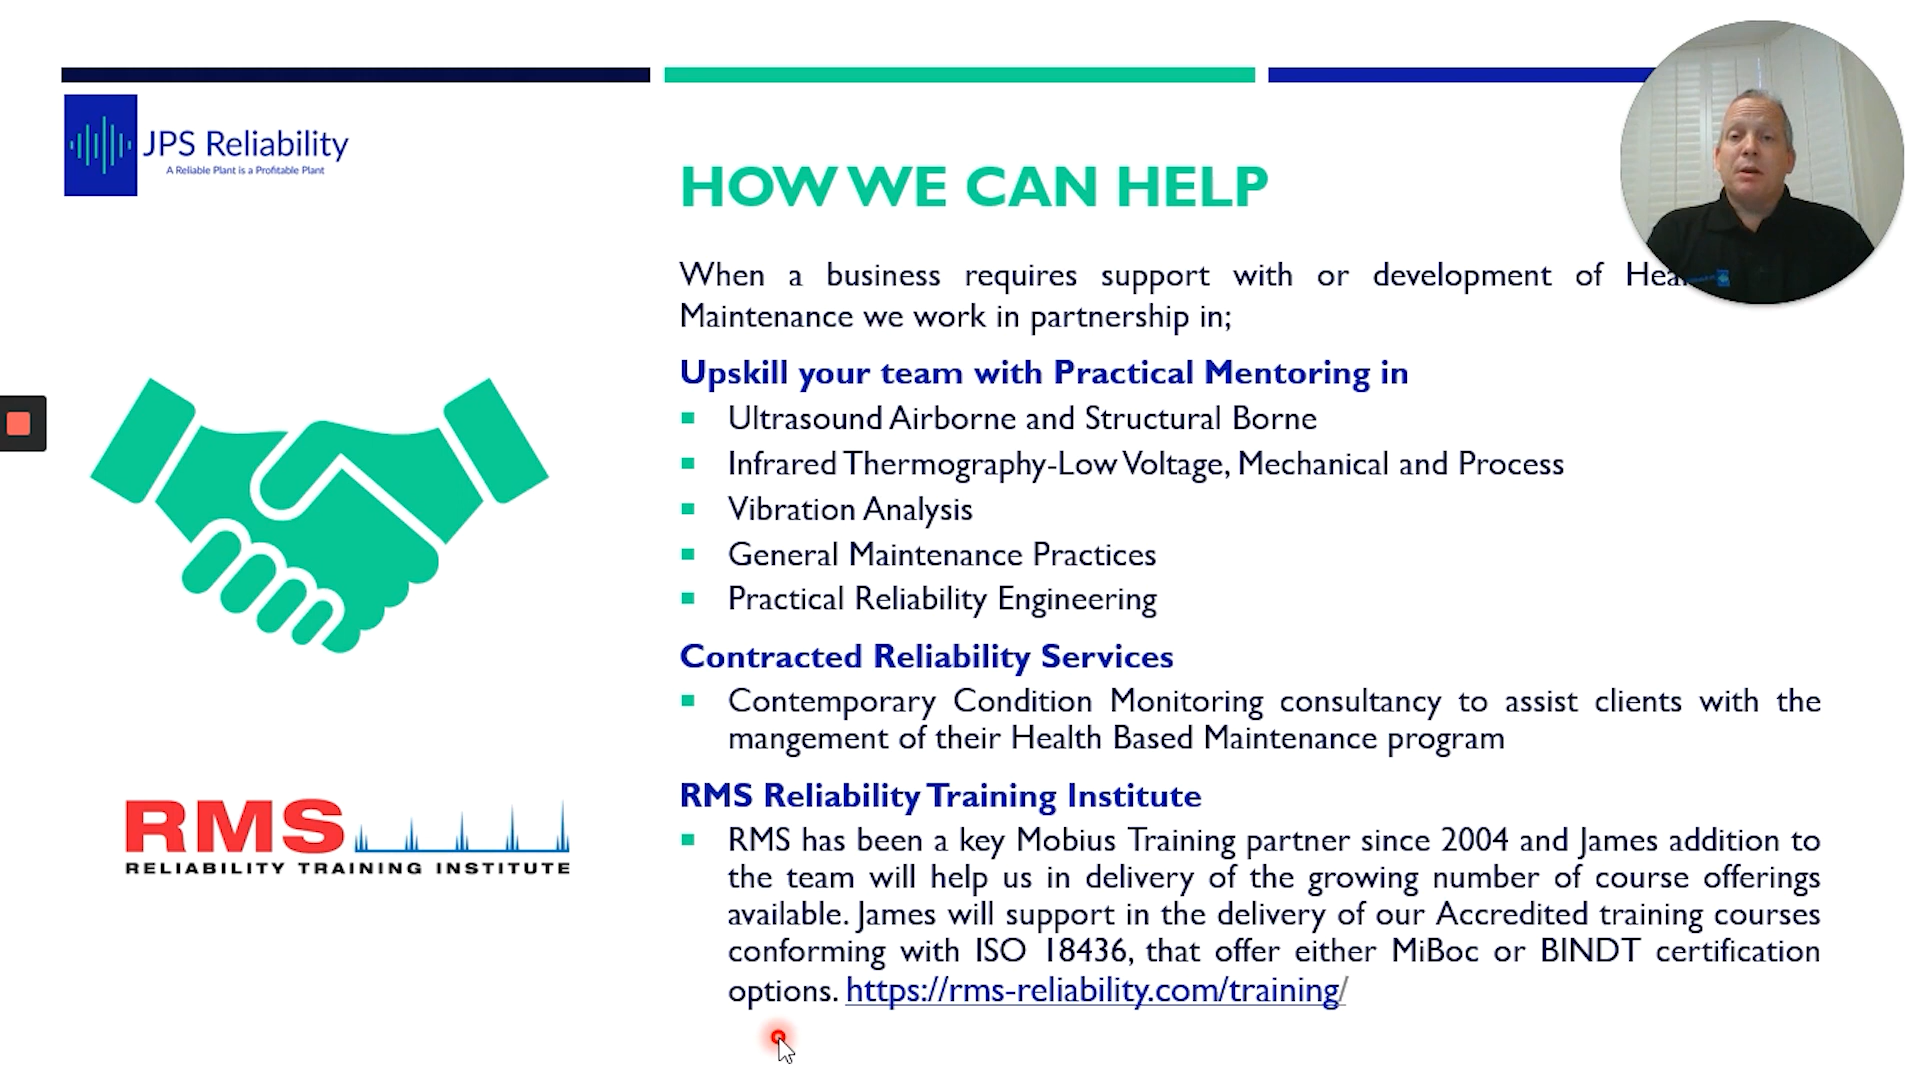 JPS Reliability
A Reliable Plant is a Profitable Plant
HOW WE CAN HELP
When a business requires support with or development of
Maintenance we work in partnership in;
Upskill your team with Practical Mentoring in
Ultrasound Airborne and Structural Borne
Infrared Thermography-Low Voltage, Mechanical and Process
Vibration Analysis
General Maintenance Practices
Practical Reliability Engineering
Contracted Reliability Services
Contemporary Condition Monitoring consultancy to assist clients with the
mangement of their Health Based Maintenance program
RMS Reliability Training Institute
RMS has been a key Mobius Training partner since 2004 and James addition to
the team will help us in delivery of the growing number of course offerings
available. James will support in the delivery of our Accredited training courses
conforming with ISO 18436, that offer either MiBoc or BINDT certification
options. https://rms-reliability.com/training/
RMS
RELIABILITY TRAINING INSTITUTE